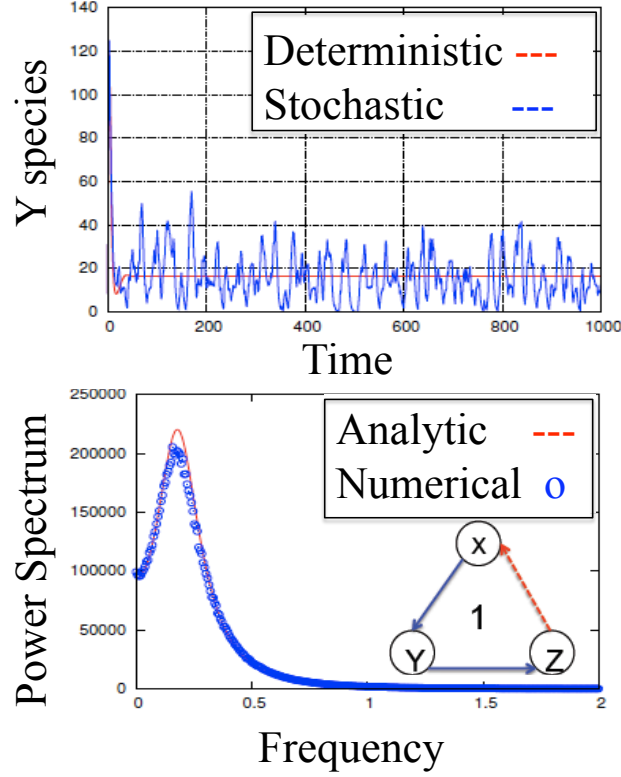 140
120
100
80
60
40
20
0
Y species
Deterministic
Stochastic
0 200 400 600 800 1000
Time
250000
200000
150000
100000
50000
0
Power Spectrum
Analytic
Numerical o
X
1
Y Z
0 0.5 1 1.5 2
Frequency